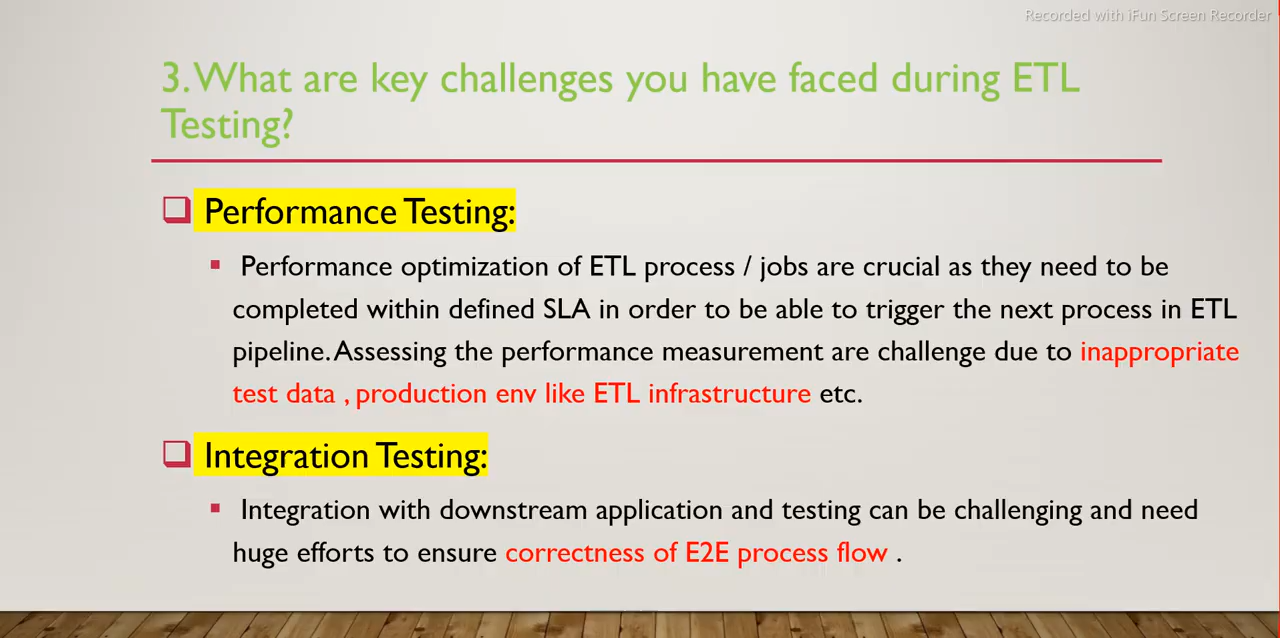 Recorded with iFun Screen Recorder
3. What are key challenges you have faced during ETL
Testing?
Performance Testing:
Performance optimization of ETL process / jobs are crucial as they need to be
completed within defined SLA in order to be able to trigger the next process in ETL
pipeline. Assessing the performance measurement are challenge due to inappropriate
test data , production env like ETL infrastructure etc.
Integration Testing:
Integration with downstream application and testing can be challenging and need
huge efforts to ensure correctness of E2E process flow .